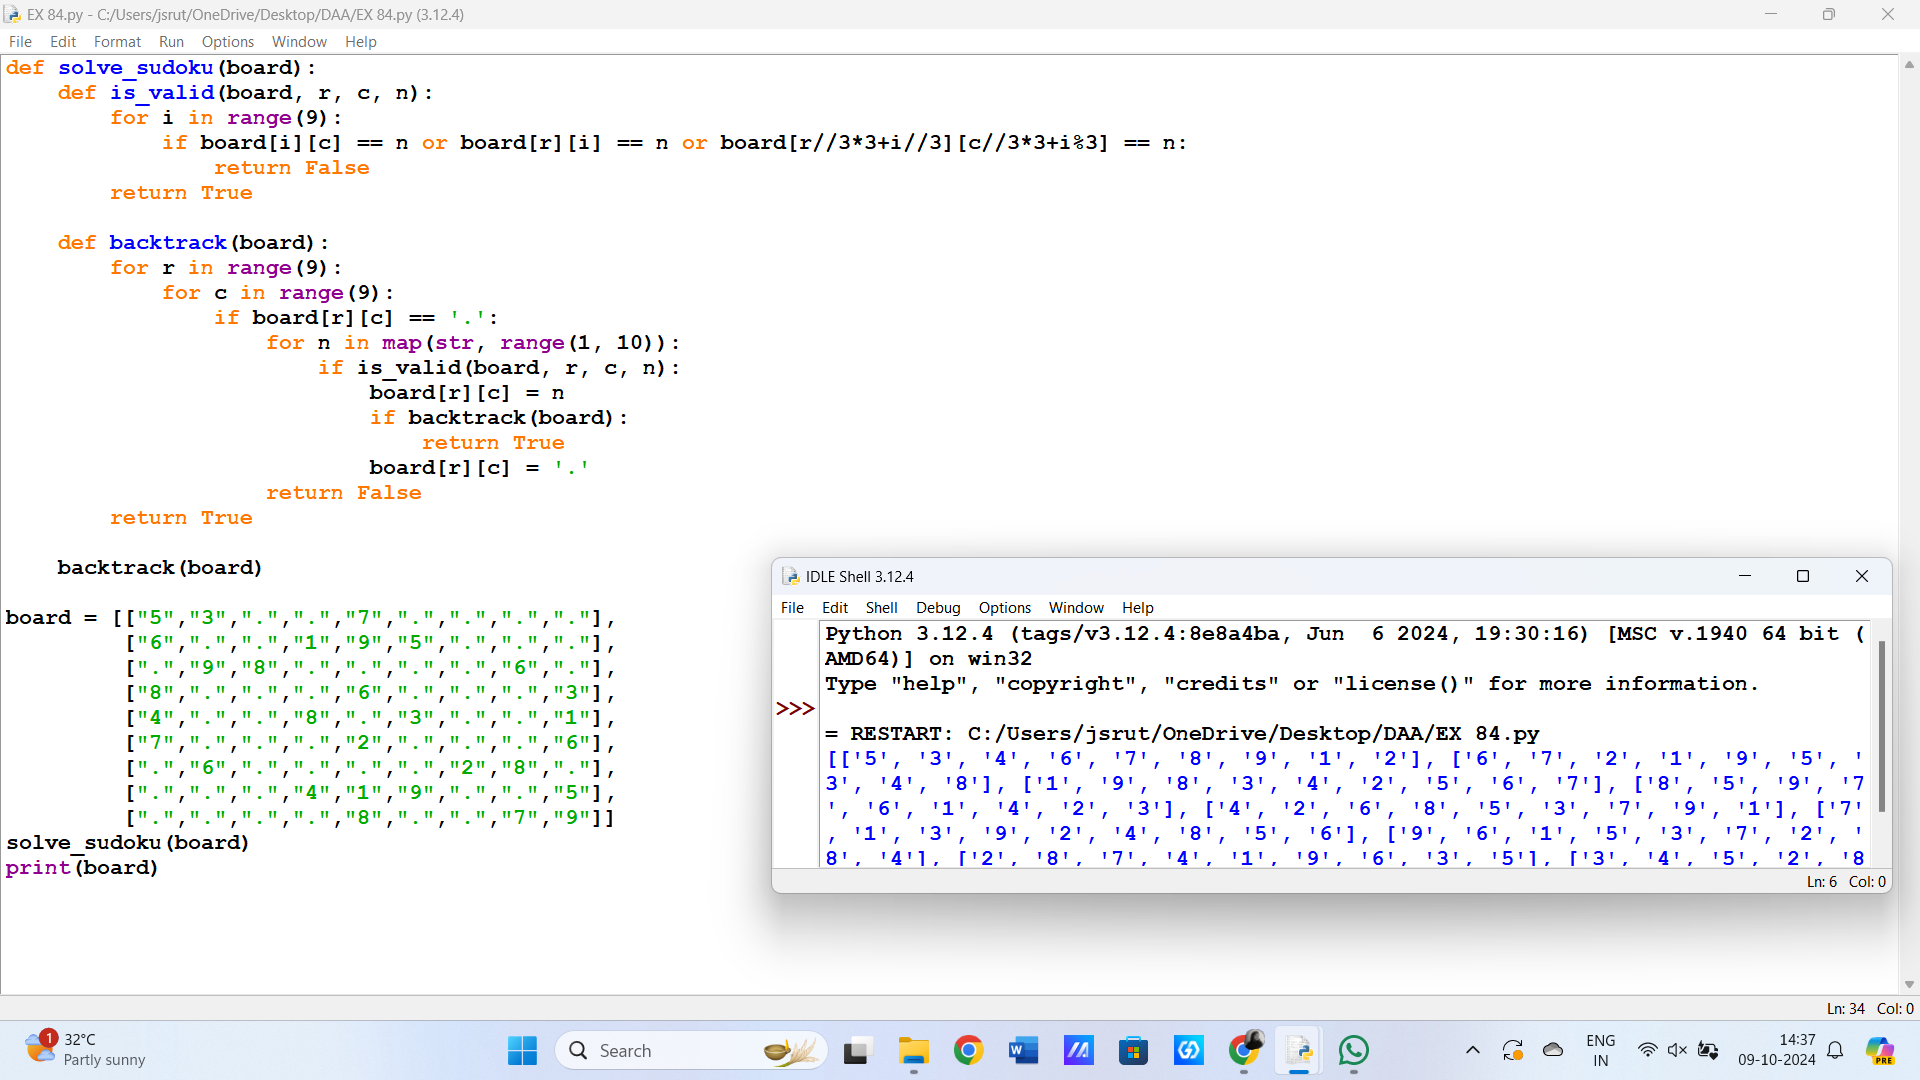 EX 84.py - C:/Users/jsrut/OneDrive/Desktop/DAA/EX 84.py (3.12.4)
File Edit Format Run Options Window Help
def solve_sudoku(board):
    def is_valid(board, r, c, n):
        for i in range(9):
            if board[i][c] == n or board[r][i] == n or board[r//3*3+i//3][c//3*3+i%3] == n:
                return False
        return True
    def backtrack(board):
        for r in range(9):
            for c in range(9):
                if board[r][c] == '.':
                    for n in map(str, range(1, 10)):
                        if is_valid(board, r, c, n):
                            board[r][c] = n
                            if backtrack(board):
                                return True
                            board[r][c] = '.'
                    return False
        return True
    backtrack(board)
board = [["5","3",".",".","7",".",".",".","."],
         ["6",".",".","1","9","5",".",".","."],
         [".","9","8",".",".",".",".","6","."],
         ["8",".",".",".","6",".",".",".","3"],
         ["4",".",".","8",".","3",".",".","1"],
         ["7",".",".",".","2",".",".",".","6"],
         [".","6",".",".",".",".","2","8","."],
         [".",".",".","4","1","9",".",".","5"],
         [".",".",".",".","8",".",".","7","9"]]
solve_sudoku(board)
print(board)
IDLE Shell 3.12.4
File Edit Shell Debug Options Window Help
Python 3.12.4 (tags/v3.12.4:8e8a4ba, Jun  6 2024, 19:30:16) [MSC v.1940 64 bit (
AMD64)] on win32
Type "help", "copyright", "credits" or "license()" for more information.
>>>
= RESTART: C:/Users/jsrut/OneDrive/Desktop/DAA/EX 84.py
[['5', '3', '4', '6', '7', '8', '9', '1', '2'], ['6', '7', '2', '1', '9', '5', '
3', '4', '8'], ['1', '9', '8', '3', '4', '2', '5', '6', '7'], ['8', '5', '9', '7
', '6', '1', '4', '2', '3'], ['4', '2', '6', '8', '5', '3', '7', '9', '1'], ['7'
, '1', '3', '9', '2', '4', '8', '5', '6'], ['9', '6', '1', '5', '3', '7', '2', '
8', '4'], ['2', '8', '7', '4', '1', '9', '6', '3', '5'], ['3', '4', '5', '2', '8
Ln: 6 Col: 0
Ln: 34 Col: 0
1
32°C
Partly sunny
Search
W
PRE
ENG
IN
14:37
09-10-2024